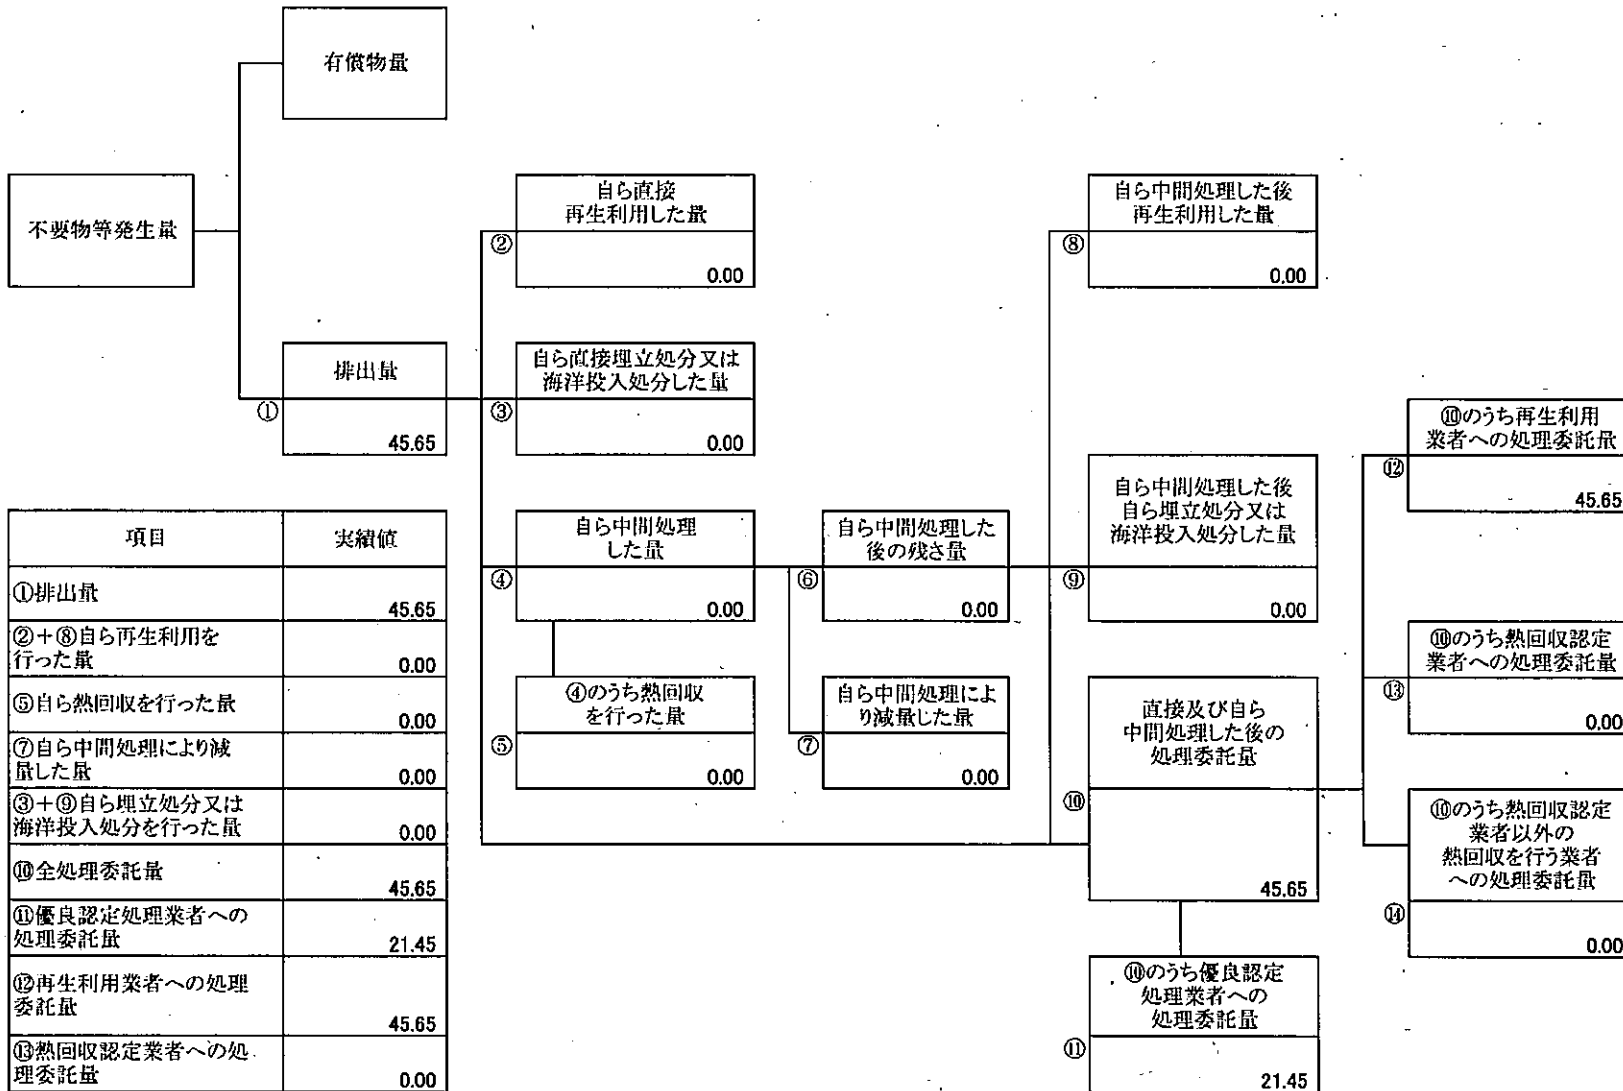 有償物量
不要物等発生量
排出量
①
45.65
自ら直接
再生利用した量
②
0.00
自ら直接埋立処分又は
海洋投入処分した量
③
0.00
自ら中間処理
した量
④
0.00
④のうち熱回収
を行った量
⑤
0.00
自ら中間処理した
後の残さ量
⑥
0.00
自ら中間処理によ
り減量した量
⑦
0.00
自ら中間処理した後
再生利用した量
⑧
0.00
自ら中間処理した後
自ら埋立処分又は
海洋投入処分した量
⑨
0.00
直接及び自ら
中間処理した後の
処理委託量
⑩
45.65
⑩のうち優良認定
処理業者への
処理委託量
⑪
21.45
⑩のうち再生利用
業者への処理委託量
⑫
45.65
⑩のうち熱回収認定
業者への処理委託量
⑬
0.00
⑩のうち熱回収認定
業者以外の
熱回収を行う業者
への処理委託量
⑭
0.00
項目 実績値
①排出量
45.65
②+⑧自ら再生利用を
行った量
0.00
⑤自ら熱回収を行った量
0.00
⑦自ら中間処理により減
量した量
0.00
③+⑨自ら埋立処分又は
海洋投入処分を行った量
0.00
⑩全処理委託量
45.65
⑪優良認定処理業者への
処理委託量
21.45
⑫再生利用業者への処理
委託量
45.65
⑬熱回収認定業者への処
理委託量
0.00